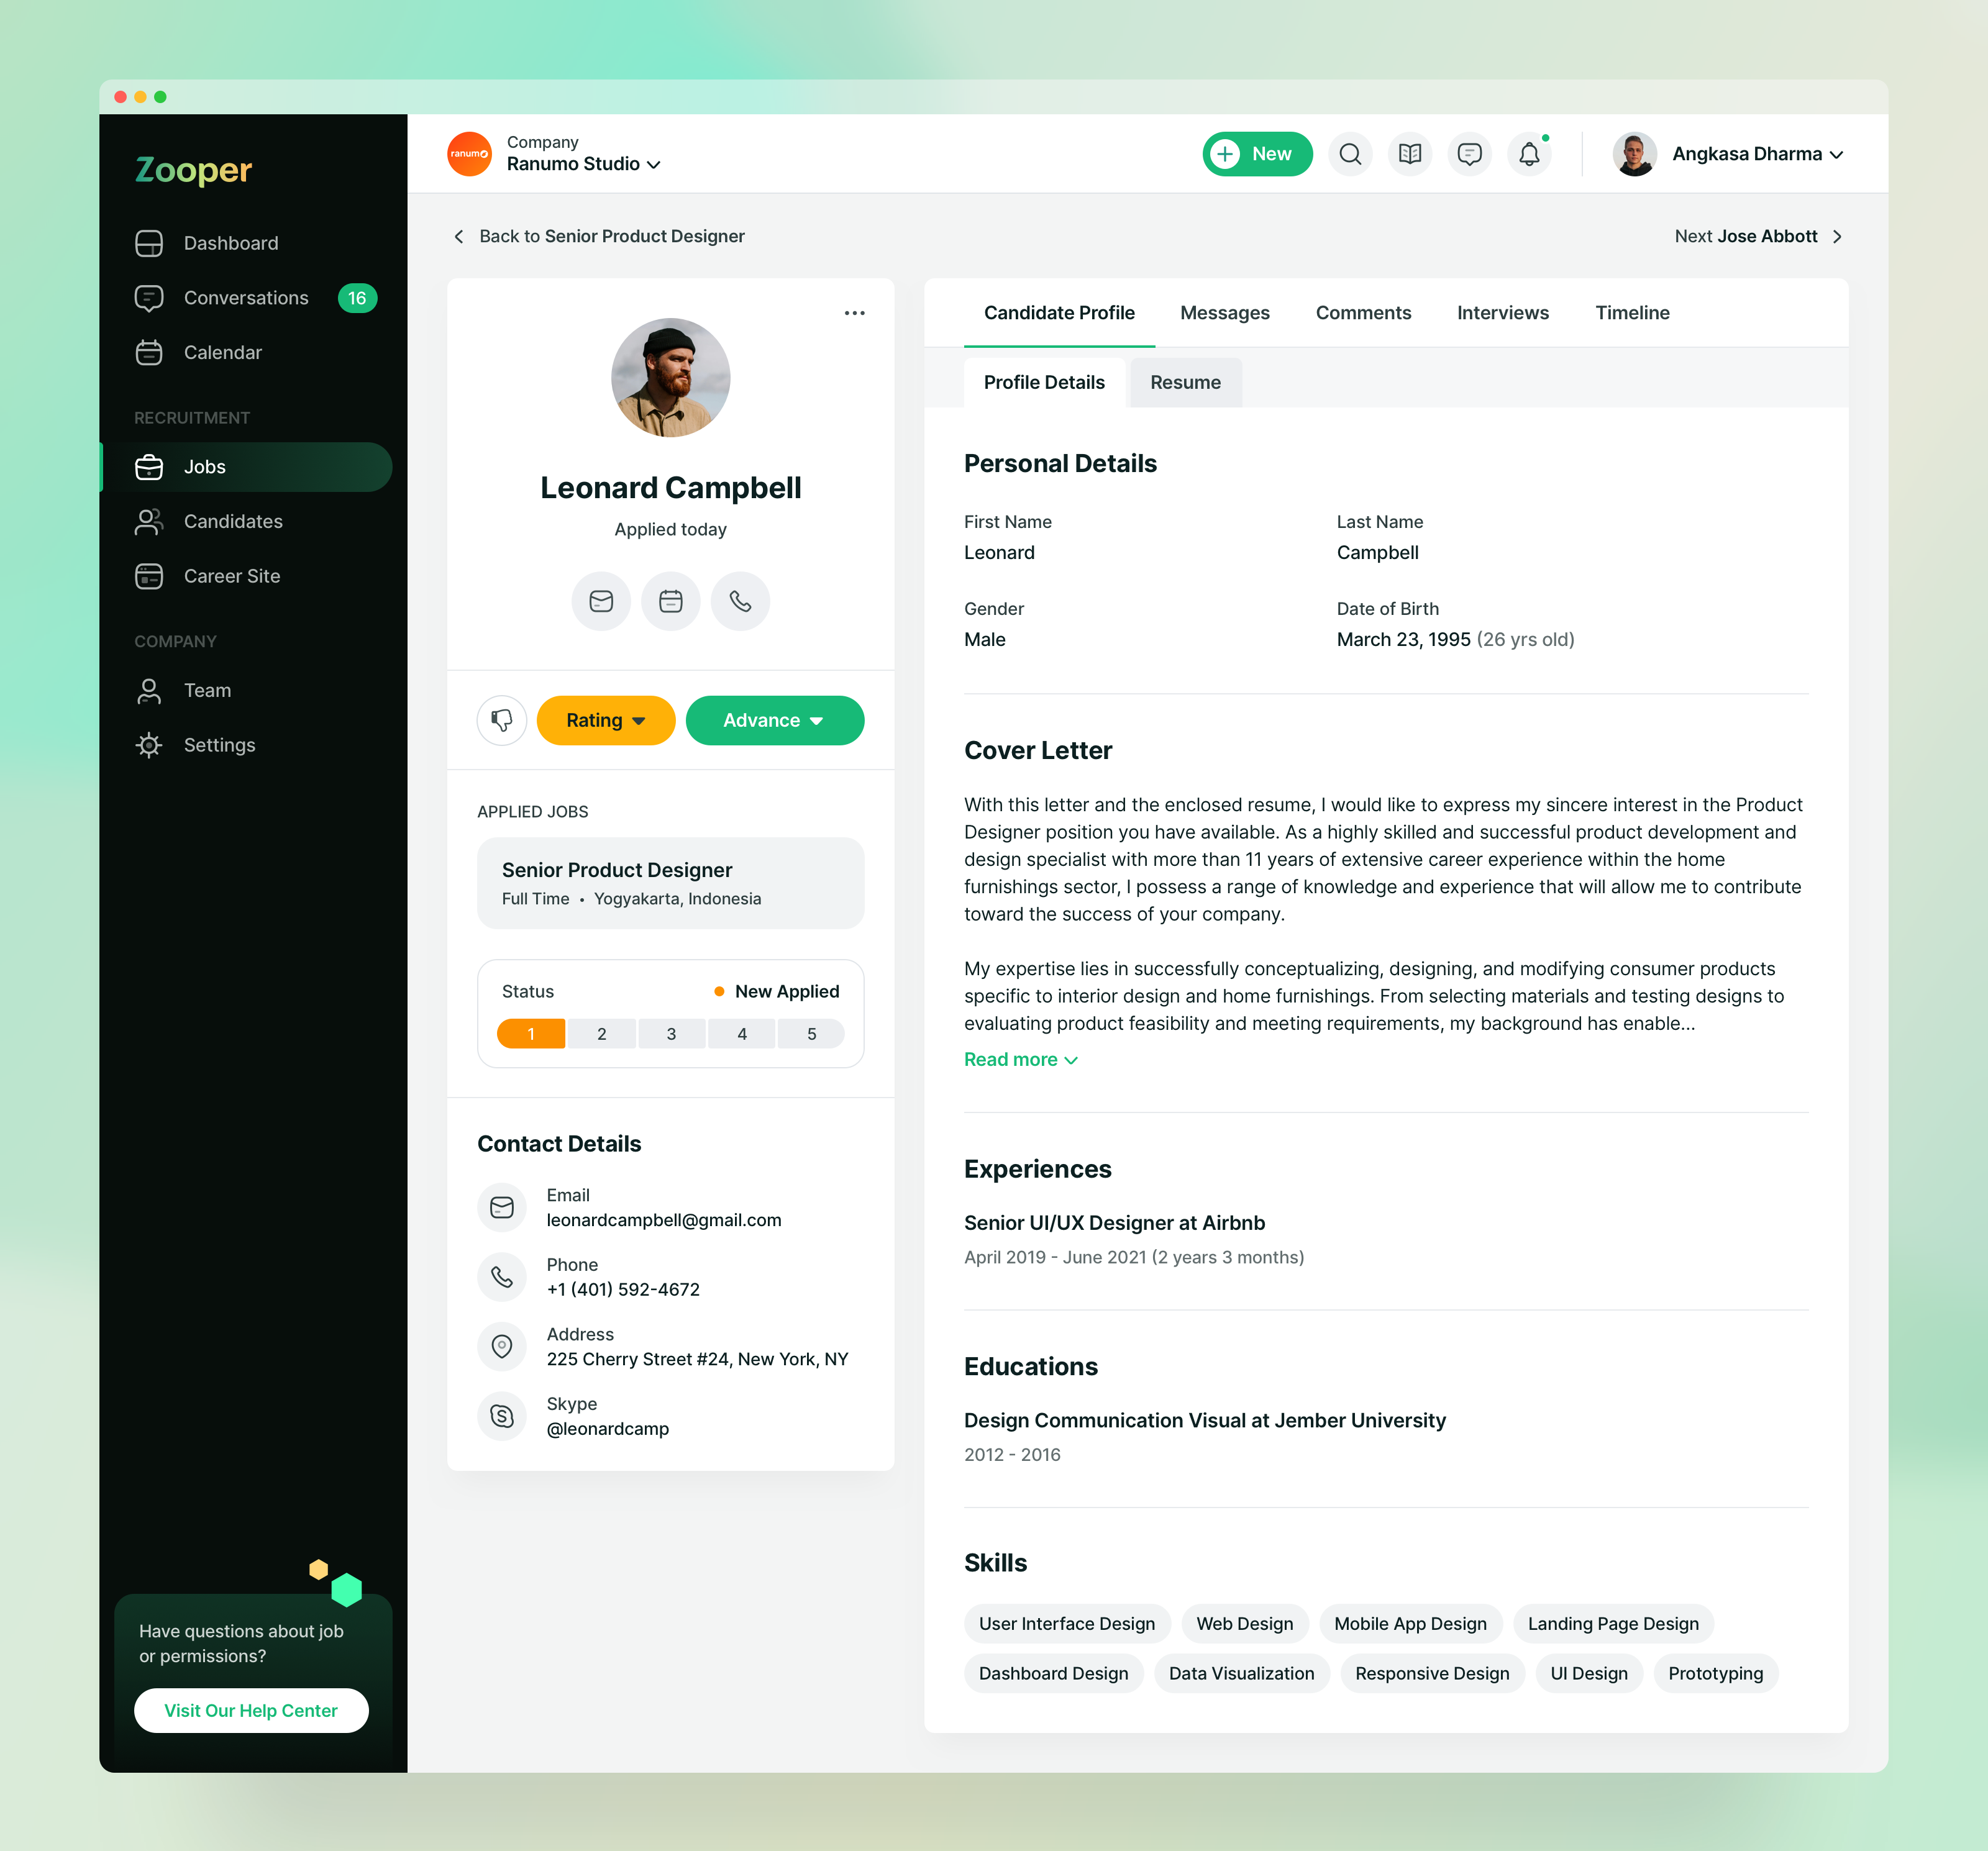 Zooper
Dashboard
Conversations 16
Calendar
RECRUITMENT
Jobs
Candidates
Career Site
COMPANY
Team
Settings
Have questions about job
or permissions?
Visit Our Help Center
ranumo
Company
Ranumo Studio
New
Angkasa Dharma
Back to Senior Product Designer
Next Jose Abbott
Leonard Campbell
Applied today
Rating
Advance
APPLIED JOBS
Senior Product Designer
Full Time • Yogyakarta, Indonesia
Status
New Applied
1 2 3 4 5
Contact Details
Email
leonardcampbell@gmail.com
Phone
+1 (401) 592-4672
Address
225 Cherry Street #24, New York, NY
Skype
@leonardcamp
Candidate Profile Messages Comments Interviews Timeline
Profile Details Resume
Personal Details
First Name
Leonard
Last Name
Campbell
Gender
Male
Date of Birth
March 23, 1995 (26 yrs old)
Cover Letter
With this letter and the enclosed resume, I would like to express my sincere interest in the Product
Designer position you have available. As a highly skilled and successful product development and
design specialist with more than 11 years of extensive career experience within the home
furnishings sector, I possess a range of knowledge and experience that will allow me to contribute
toward the success of your company.
My expertise lies in successfully conceptualizing, designing, and modifying consumer products
specific to interior design and home furnishings. From selecting materials and testing designs to
evaluating product feasibility and meeting requirements, my background has enable...
Read more
Experiences
Senior UI/UX Designer at Airbnb
April 2019 - June 2021 (2 years 3 months)
Educations
Design Communication Visual at Jember University
2012 - 2016
Skills
User Interface Design Web Design Mobile App Design Landing Page Design
Dashboard Design Data Visualization Responsive Design UI Design Prototyping